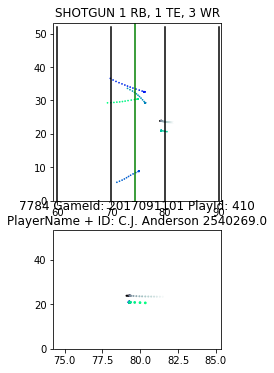 SHOTGUN 1 RB, 1 TE, 3 WR
50
40
30
20
10
0
60 70 80 90
7784 GameId: 2017091101 PlayId: 410
PlayerName + ID: C.J. Anderson 2540269.0
40
20
0
75.0 77.5 80.0 82.5 85.0